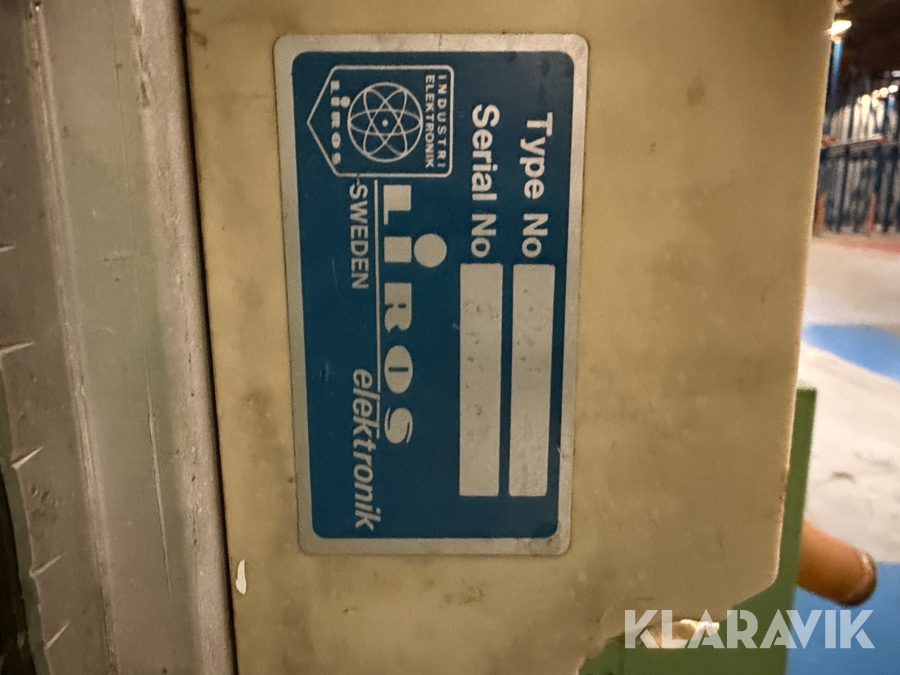 Type No
Serial No
LIROS
elektronik
SWEDEN
INDUSTRI
ELEKTRONIK
LIROS
KLARAVIK